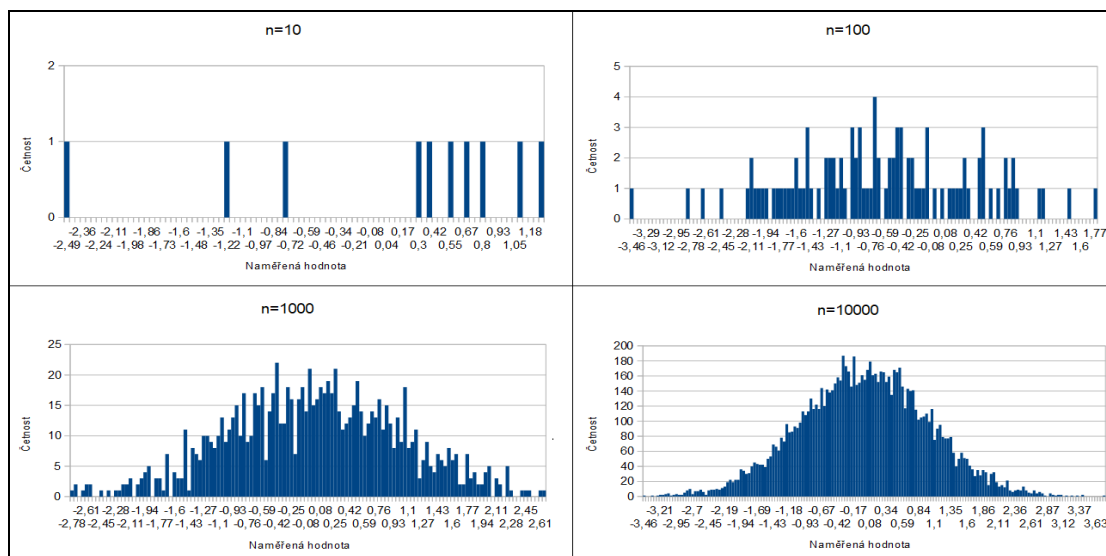 n=10
Četnost
2
1
0
-2,36 -2,11 -1,86 -1,6 -1,35 -1,1 -0,84 -0,59 -0,34 -0,08 0,17 0,42 0,67 0,93 1,18
-2,49 -2,24 -1,98 -1,73 -1,48 -1,22 -0,97 -0,72 -0,46 -0,21 0,04 0,3 0,55 0,8 1,05
Naměřená hodnota
n=100
Četnost
5
4
3
2
1
0
-3,29 -2,95 -2,61 -2,28 -1,94 -1,6 -1,27 -0,93 -0,59 -0,25 0,08 0,42 0,76 1,1 1,43 1,77
-3,46 -3,12 -2,78 -2,45 -2,11 -1,77 -1,43 -1,1 -0,76 -0,42 -0,08 0,25 0,59 0,93 1,27 1,6
Naměřená hodnota
n=1000
Četnost
25
20
15
10
5
0
-2,61 -2,28 -1,94 -1,6 -1,27 -0,93 -0,59 -0,25 0,08 0,42 0,76 1,1 1,43 1,77 2,11 2,45
-2,78 -2,45 -2,11 -1,77 -1,43 -1,1 -0,76 -0,42 -0,08 0,25 0,59 0,93 1,27 1,6 1,94 2,28 2,61
Naměřená hodnota
n=10000
Četnost
200
180
160
140
120
100
80
60
40
20
0
-3,21 -2,7 -2,19 -1,69 -1,18 -0,67 -0,17 0,34 0,85 1,35 1,86 2,36 2,87 3,37
-3,46 -2,95 -2,45 -1,94 -1,43 -0,93 -0,42 0,08 0,59 1,1 1,6 2,11 2,61 3,12 3,63
Naměřená hodnota